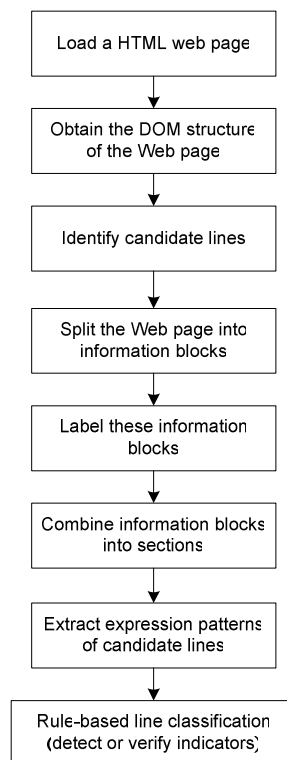 Load a HTML web page
Obtain the DOM structure
of the Web page
Identify candidate lines
Split the Web page into
information blocks
Label these information
blocks
Combine information blocks
into sections
Extract expression patterns
of candidate lines
Rule-based line classification
(detect or verify indicators)